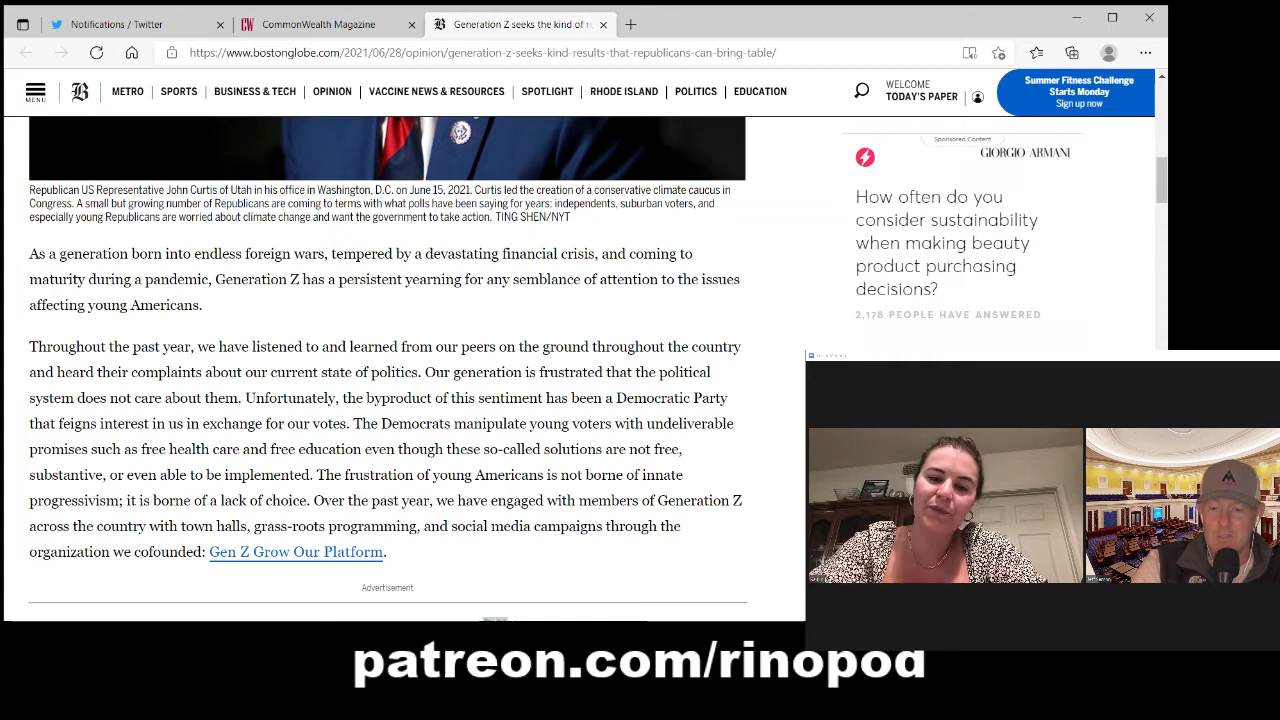 Notifications / Twitter
CommonWealth Magazine
Generation Z seeks the kind of r
https://www.bostonglobe.com/2021/06/28/opinion/generation-z-seeks-kind-results-that-republicans-can-bring-table/
MENU
B
METRO
SPORTS
BUSINESS & TECH
OPINION
VACCINE NEWS & RESOURCES
SPOTLIGHT
RHODE ISLAND
POLITICS
EDUCATION
WELCOME
TODAY'S PAPER
Summer Fitness Challenge
Starts Monday
Sign up now
Republican US Representative John Curtis of Utah in his office in Washington, D.C. on June 15, 2021. Curtis led the creation of a conservative climate caucus in
Congress. A small but growing number of Republicans are coming to terms with what polls have been saying for years: independents, suburban voters, and
especially young Republicans are worried about climate change and want the government to take action. TING SHEN/NYT
As a generation born into endless foreign wars, tempered by a devastating financial crisis, and coming to
maturity during a pandemic, Generation Z has a persistent yearning for any semblance of attention to the issues
affecting young Americans.
Throughout the past year, we have listened to and learned from our peers on the ground throughout the country
and heard their complaints about our current state of politics. Our generation is frustrated that the political
system does not care about them. Unfortunately, the byproduct of this sentiment has been a Democratic Party
that feigns interest in us in exchange for our votes. The Democrats manipulate young voters with undeliverable
promises such as free health care and free education even though these so-called solutions are not free,
substantive, or even able to be implemented. The frustration of young Americans is not borne of innate
progressivism; it is borne of a lack of choice. Over the past year, we have engaged with members of Generation Z
across the country with town halls, grass-roots programming, and social media campaigns through the
organization we cofounded: Gen Z Grow Our Platform.
Advertisement
Sponsored Content
GIORGIO ARMANI
How often do you
consider sustainability
when making beauty
product purchasing
decisions?
2,178 PEOPLE HAVE ANSWERED
patreon.com/rinopod